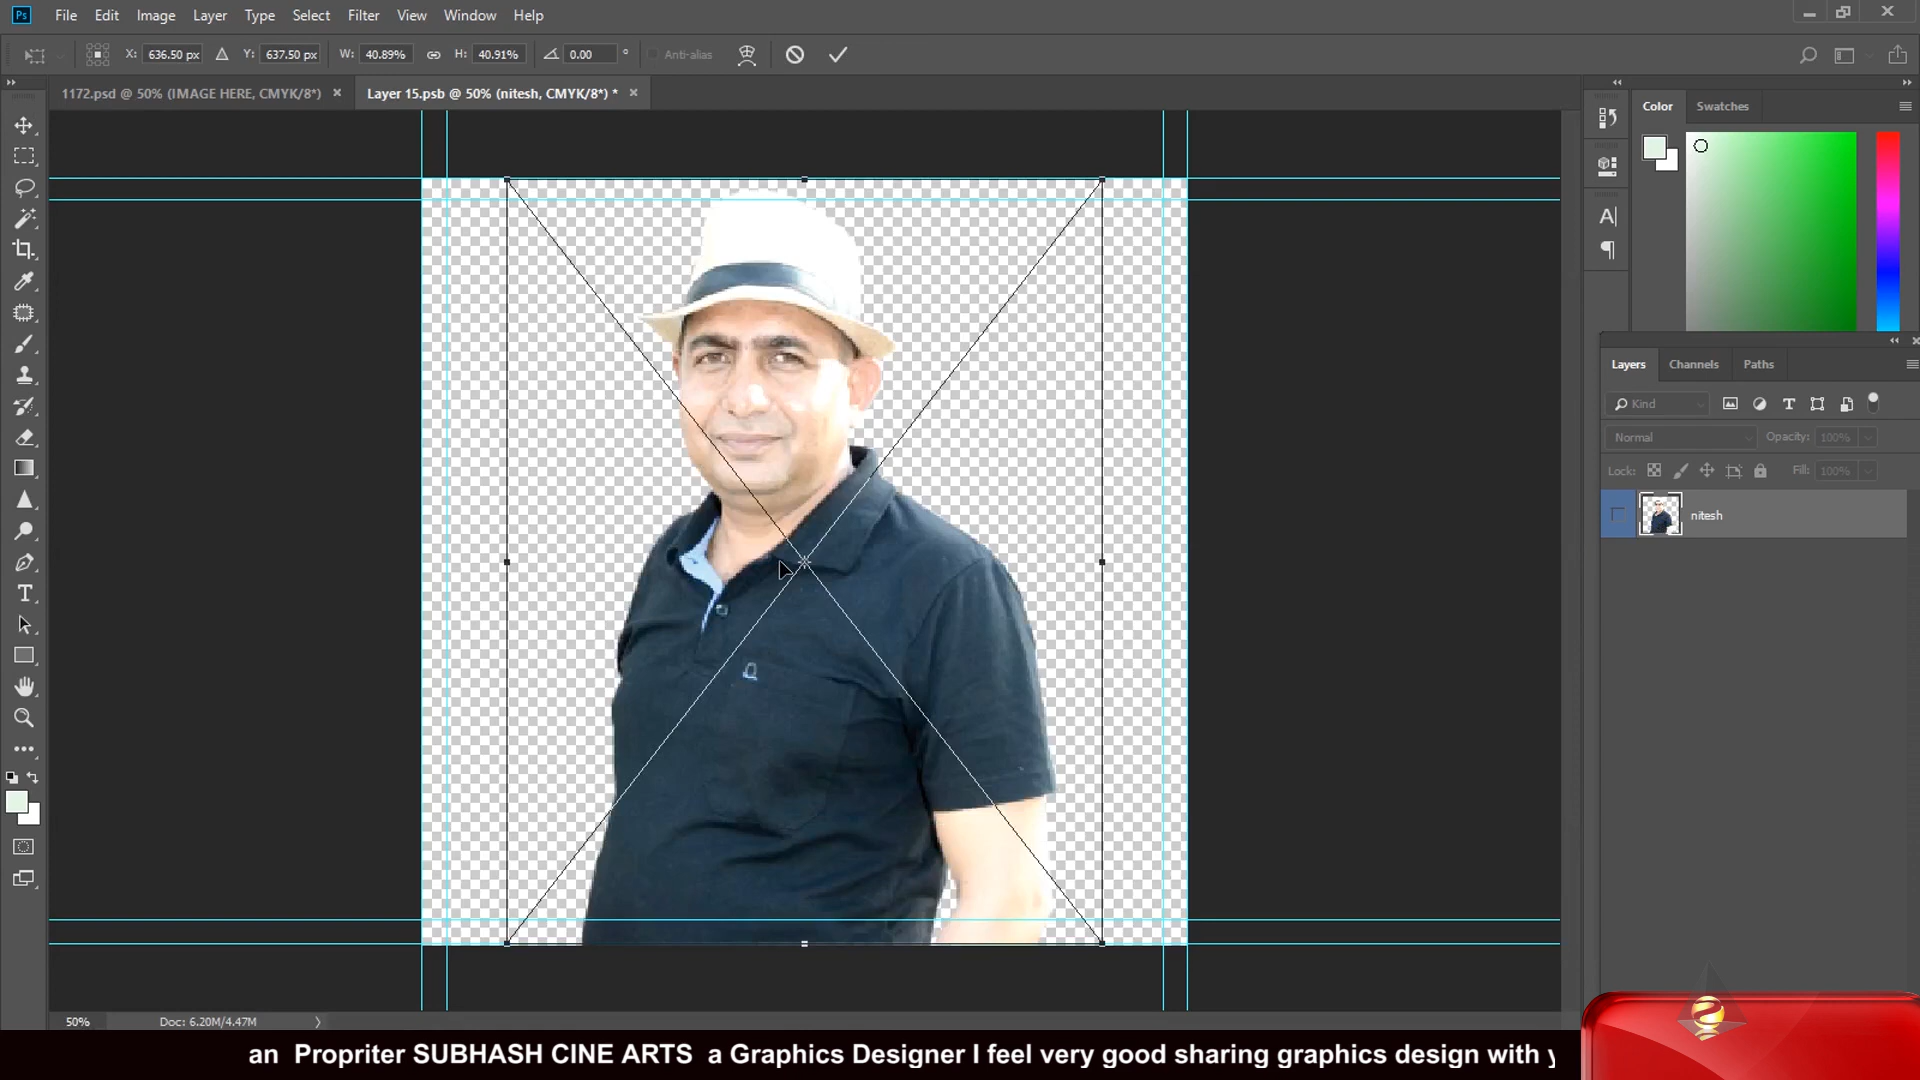 Ps File Edit Image Layer Type Select Filter View Window Help
X: 636.50 px Y: 637.50 px W: 40.89% H: 40.91% 0.00 ° Anti-alias
1172.psd @ 50% (IMAGE HERE, CMYK/8*) × Layer 15.psb @ 50% (nitesh, CMYK/8*) * ×
Color Swatches
Layers Channels Paths
Kind
Normal Opacity: 100%
Lock: Fill: 100%
nitesh
50% Doc: 6.20M/4.47M
an Propriter SUBHASH CINE ARTS a Graphics Designer I feel very good sharing graphics design with